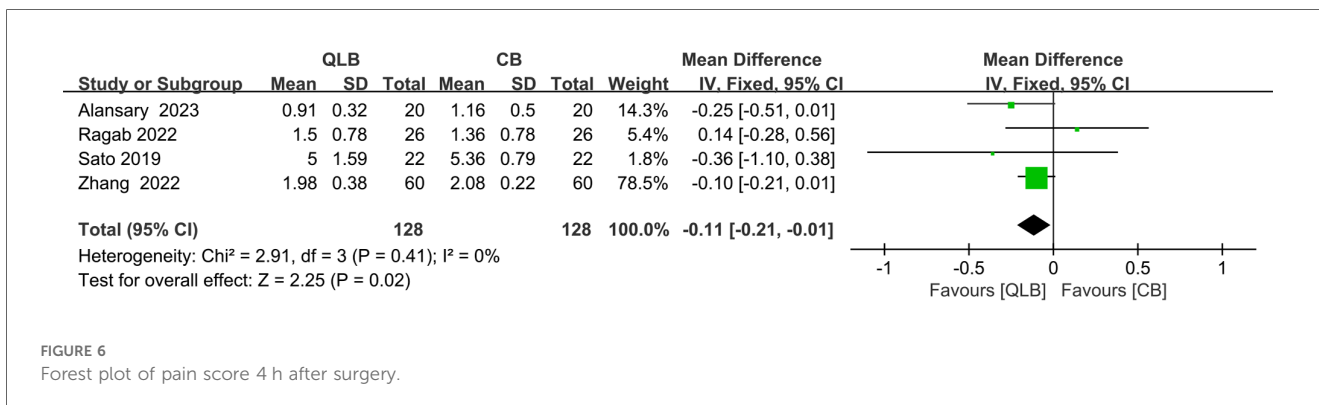 QLB CB Mean Difference Mean Difference
Study or Subgroup Mean SD Total Mean SD Total Weight IV, Fixed, 95% CI IV, Fixed, 95% CI
Alansary 2023 0.91 0.32 20 1.16 0.5 20 14.3% -0.25 [-0.51, 0.01]
Ragab 2022 1.5 0.78 26 1.36 0.78 26 5.4% 0.14 [-0.28, 0.56]
Sato 2019 5 1.59 22 5.36 0.79 22 1.8% -0.36 [-1.10, 0.38]
Zhang 2022 1.98 0.38 60 2.08 0.22 60 78.5% -0.10 [-0.21, 0.01]
Total (95% CI) 128 128 100.0% -0.11 [-0.21, -0.01]
Heterogeneity: Chi² = 2.91, df = 3 (P = 0.41); I² = 0%
Test for overall effect: Z = 2.25 (P = 0.02)
-1 -0.5 0 0.5 1
Favours [QLB] Favours [CB]
FIGURE 6
Forest plot of pain score 4 h after surgery.